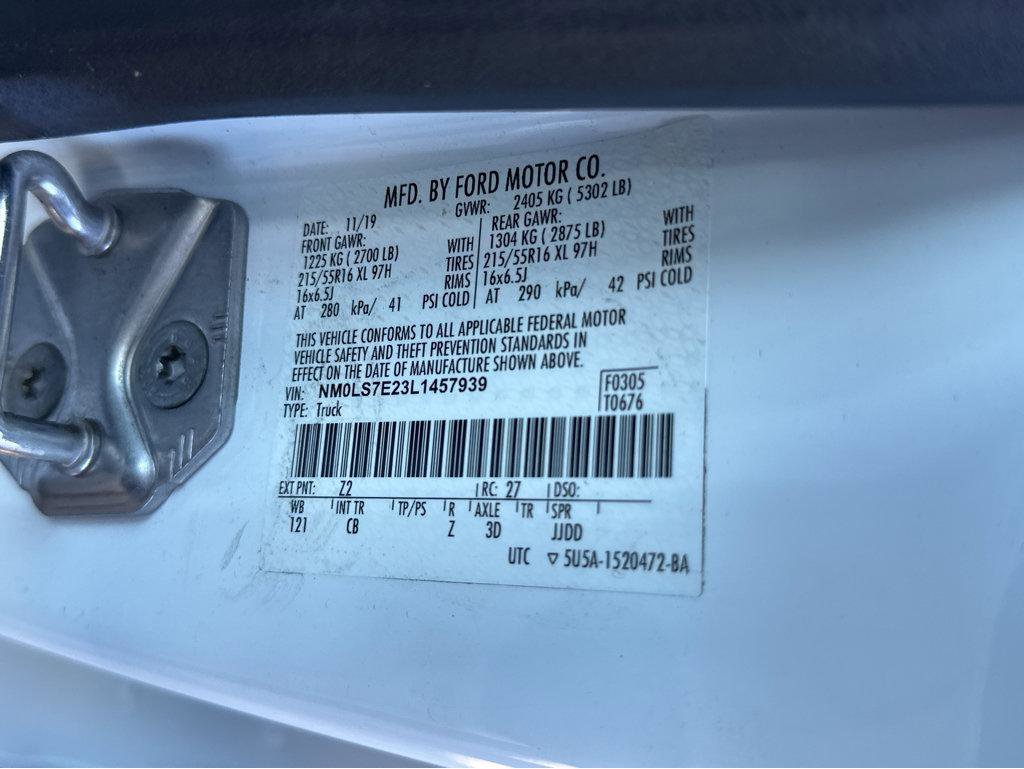 MFD. BY FORD MOTOR CO.
DATE: 11/19 GVWR: 2405 KG ( 5302 LB)
FRONT GAWR: WITH
1225 KG ( 2700 LB) TIRES
215/55R16 XL 97H RIMS
16x6.5J
AT 280 kPa/ 41 PSI COLD
REAR GAWR: WITH
1304 KG ( 2875 LB) TIRES
215/55R16 XL 97H RIMS
16x6.5J
AT 290 kPa/ 42 PSI COLD
THIS VEHICLE CONFORMS TO ALL APPLICABLE FEDERAL MOTOR
VEHICLE SAFETY AND THEFT PREVENTION STANDARDS IN
EFFECT ON THE DATE OF MANUFACTURE SHOWN ABOVE.
VIN: NM0LS7E23L1457939 F0305
TYPE: Truck T0676
EXT PNT: Z2 RC: 27 DSO:
WB INT TR TP/PS R AXLE TR SPR
121 CB Z 3D JJDD
UTC ▽ 5U5A-1520472-BA